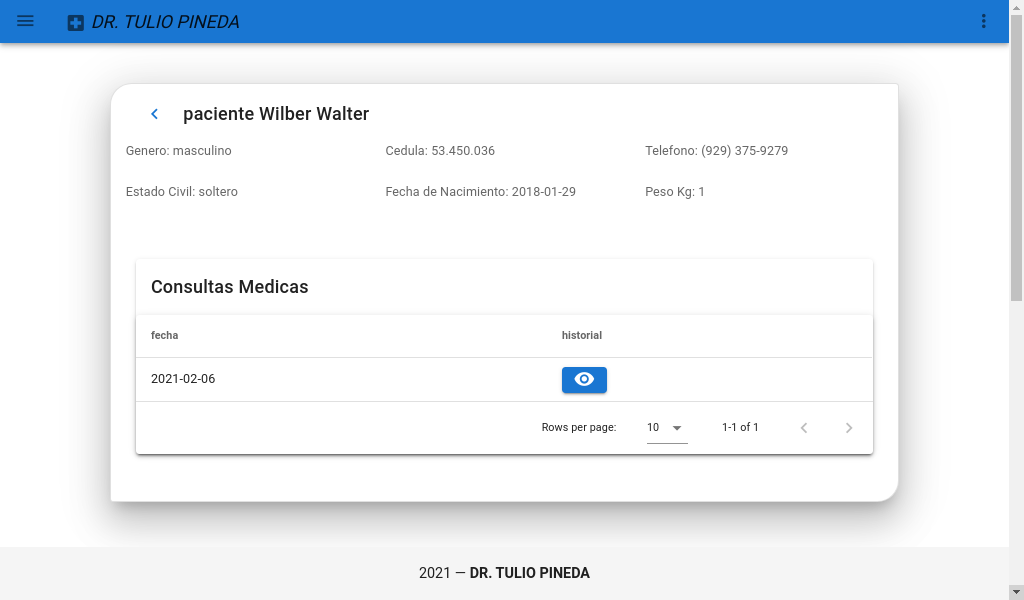 DR. TULIO PINEDA
paciente Wilber Walter
Genero: masculino
Cedula: 53.450.036
Telefono: (929) 375-9279
Estado Civil: soltero
Fecha de Nacimiento: 2018-01-29
Peso Kg: 1
Consultas Medicas
fecha
historial
2021-02-06
Rows per page: 10 1-1 of 1
2021 — DR. TULIO PINEDA